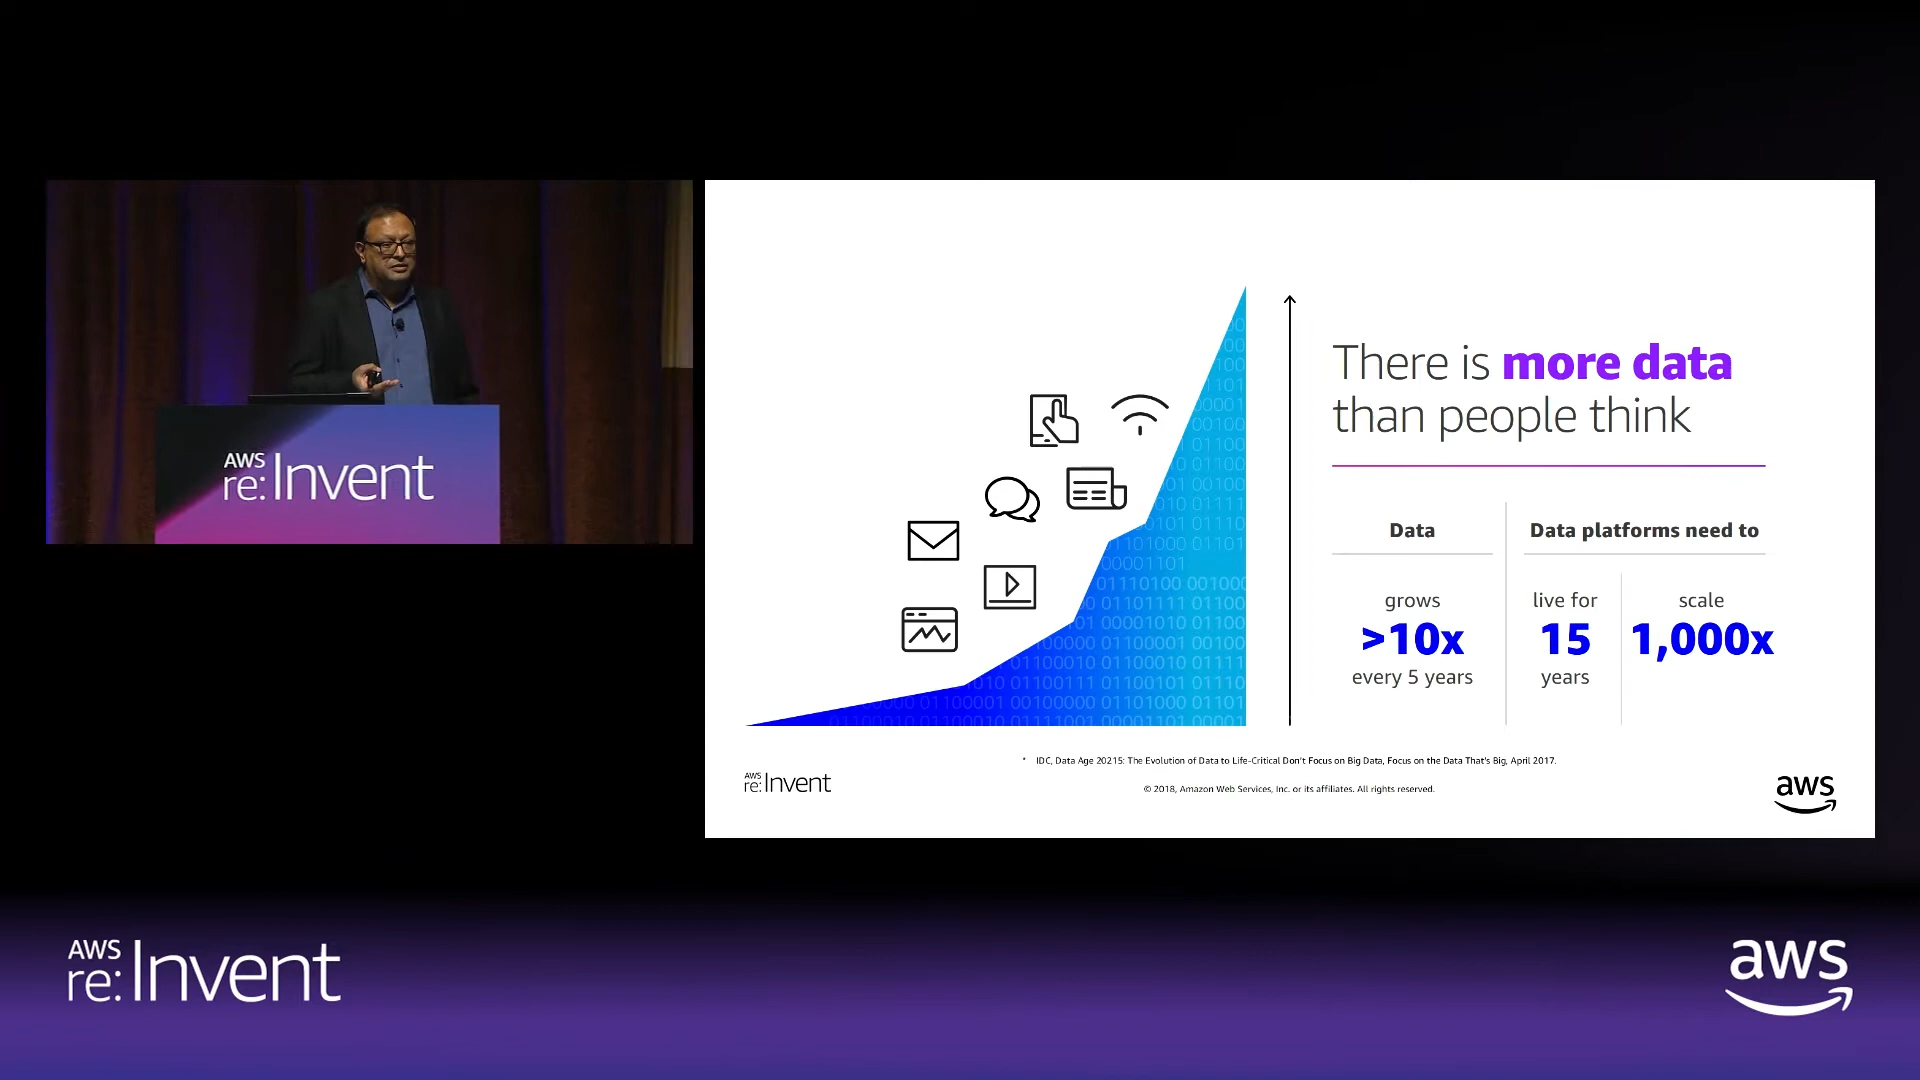 AWS
re:Invent
There is more data
than people think
Data
grows
>10x
every 5 years
Data platforms need to
live for
15
years
scale
1,000x
* IDC, Data Age 20215: The Evolution of Data to Life-Critical Don't Focus on Big Data, Focus on the Data That's Big, April 2017.
AWS
re:Invent
© 2018, Amazon Web Services, Inc. or its affiliates. All rights reserved.
aws
AWS
re:Invent
aws